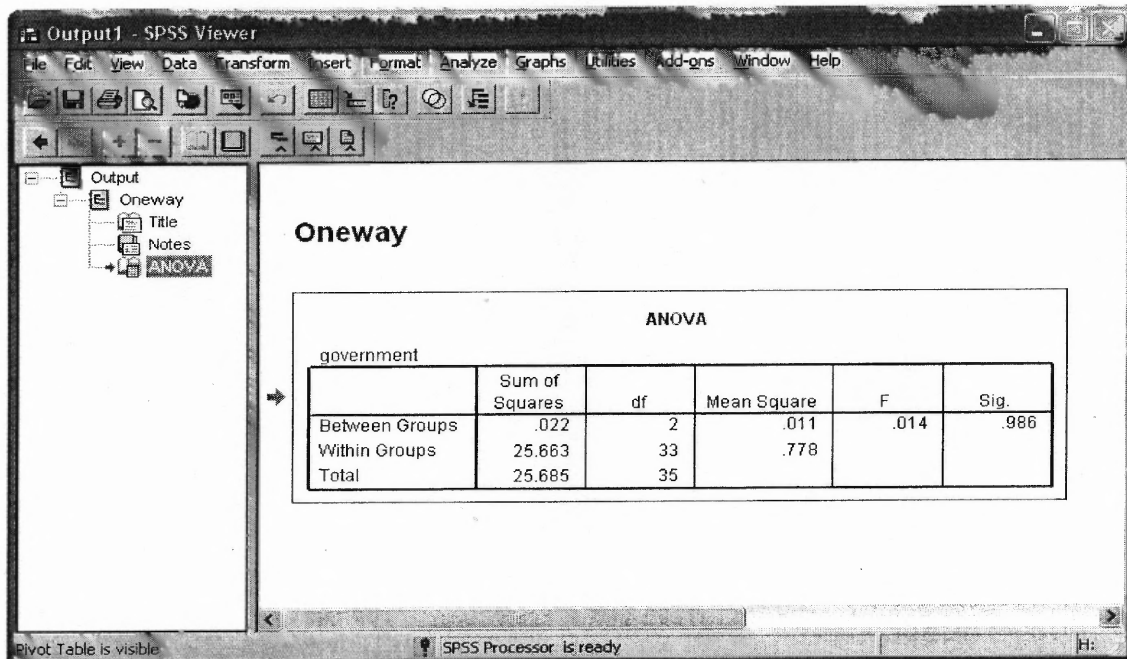 Output1 - SPSS Viewer
File Edit View Data Transform Insert Format Analyze Graphs Utilities Add-ons Window Help
Output
Oneway
Title
Notes
ANOVA
Oneway
ANOVA
government
Sum of Squares df Mean Square F Sig.
Between Groups .022 2 .011 .014 .986
Within Groups 25.663 33 .778
Total 25.685 35
Pivot Table is visible SPSS Processor is ready H: